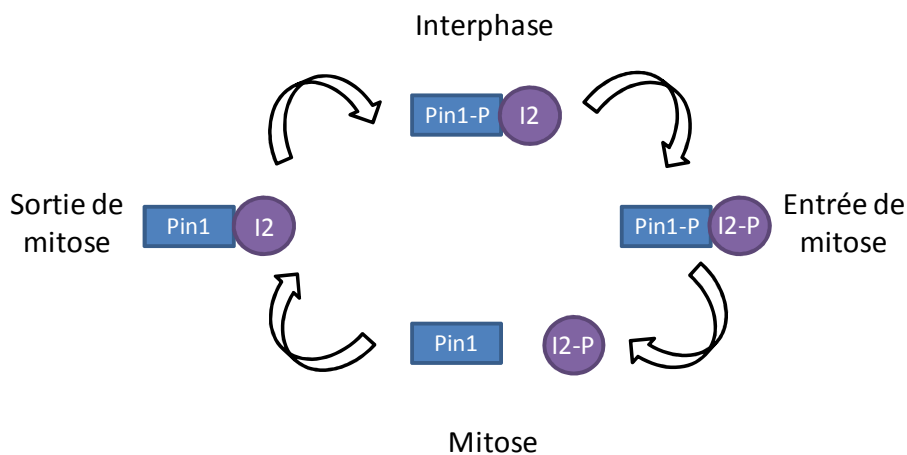 Interphase
Pin1-P I2
Sortie de
mitose
Pin1 I2
Pin1-P I2-P
Entrée de
mitose
Pin1 I2-P
Mitose